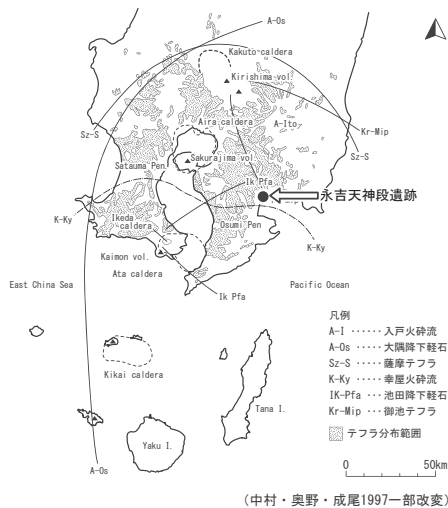 A-Os
Kakuto caldera
Kirishima vol.
Aira caldera
A-Ito
Kr-Mip
Sz-S
Sz-S
Satauma Pen.
Sakurajima vol
Ik Pfa
永吉天神段遺跡
K-Ky
Ikeda
caldera
Osumi Pen
K-Ky
Kaimon vol.
Ata caldera
East China Sea
Ik Pfa
Pacific Ocean
Kikai caldera
Tana I.
Yaku I.
A-Os
凡例
A-I ‥‥‥ 入戸火砕流
A-Os ‥‥‥ 大隅降下軽石
Sz-S ‥‥‥ 薩摩テフラ
K-Ky ‥‥‥ 幸屋火砕流
IK-Pfa ‥‥ 池田降下軽石
Kr-Mip ‥‥ 御池テフラ
テフラ分布範囲
0 50km
(中村・奥野・成尾1997一部改変)